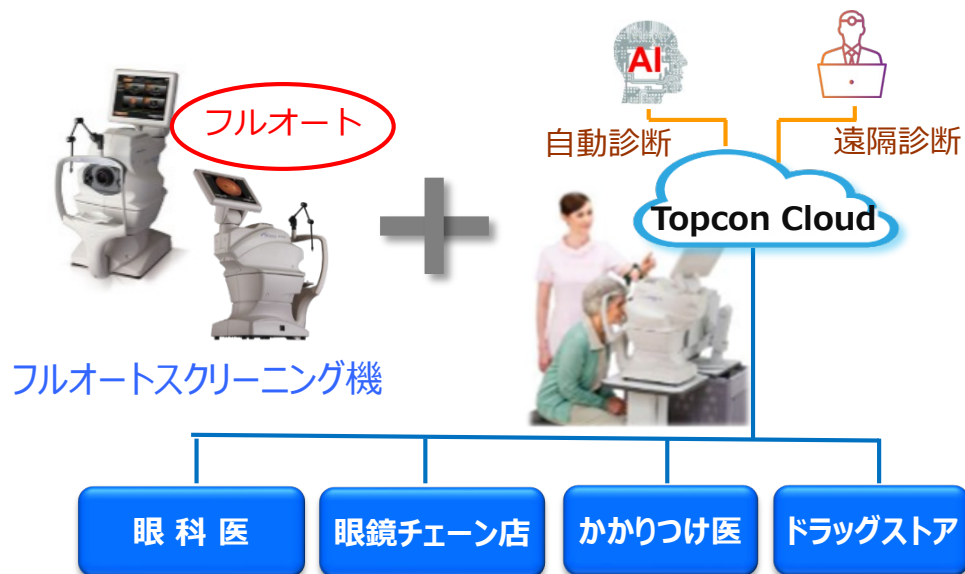 フルオート
AI
自動診断
遠隔診断
Topcon Cloud
フルオートスクリーニング機
眼科医
眼鏡チェーン店
かかりつけ医
ドラッグストア